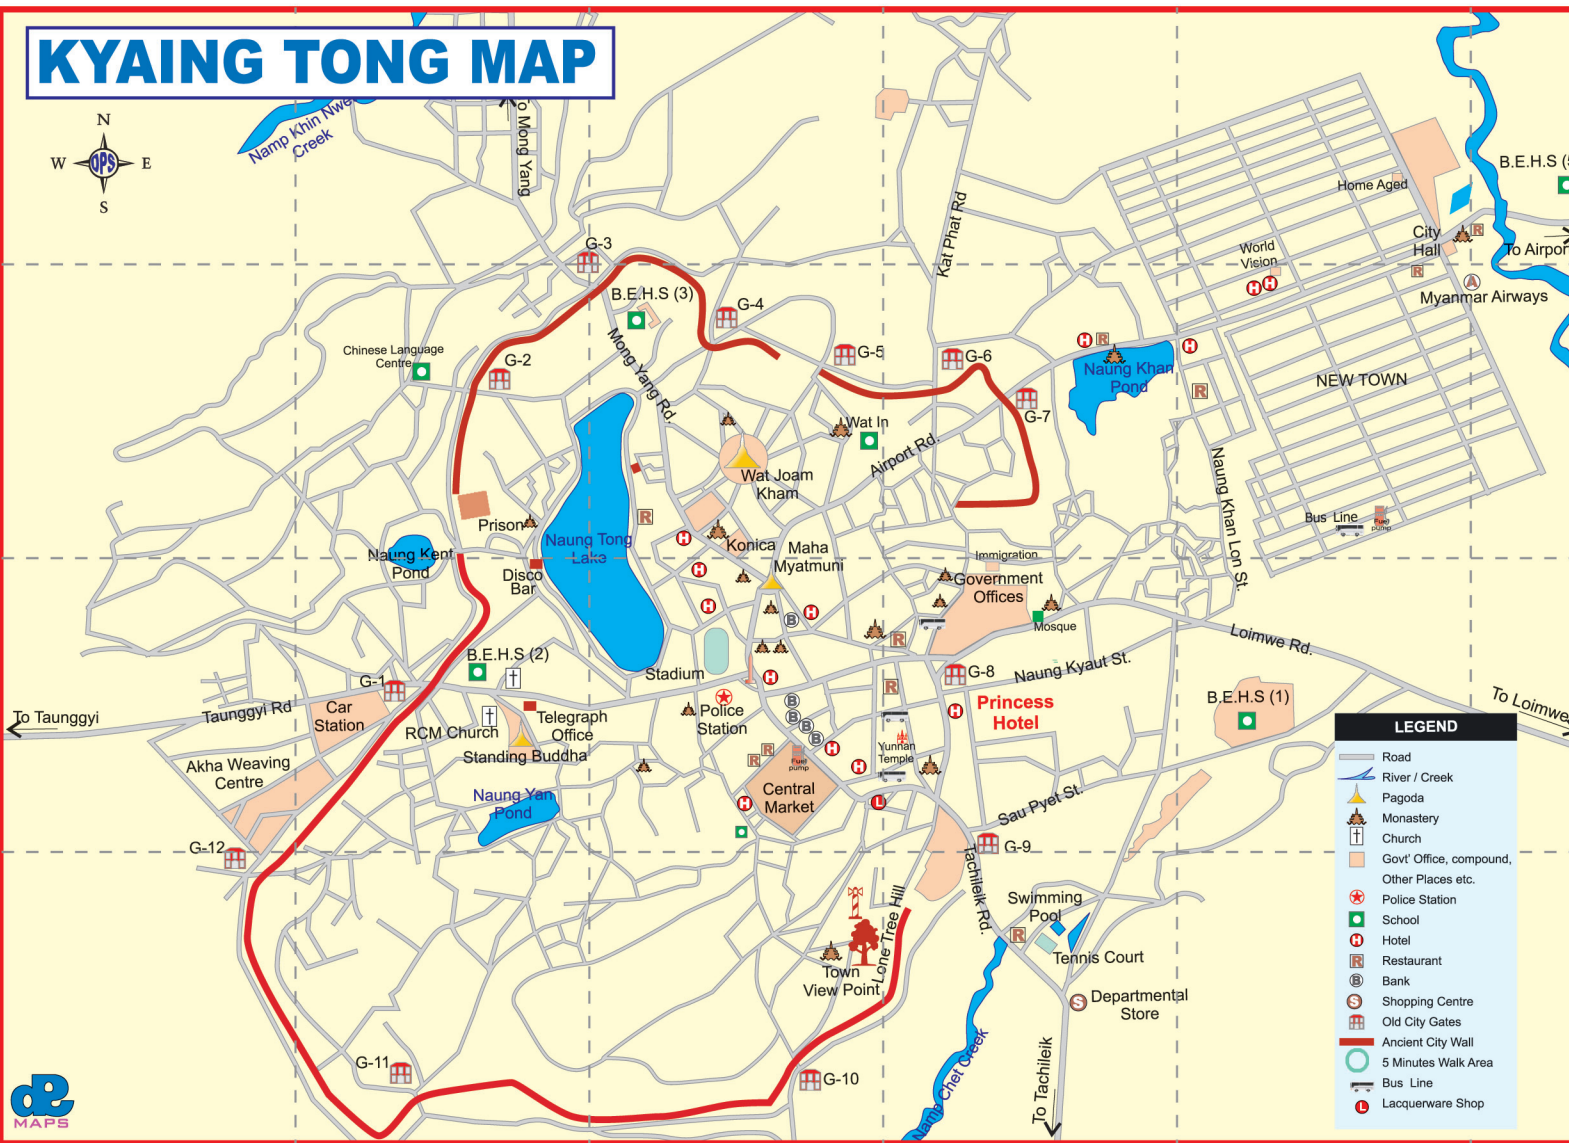 KYAING TONG MAP
Namp Khin Nwe
Creek
To Mong Yang
N
W OPS E
S
Kat Phat Rd
B.E.H.S (5
Home Aged
City
Hall
To Airpor
World
Vision
Myanmar Airways
G-3
B.E.H.S (3)
G-4
G-5
G-6
G-7
Chinese Language
Centre
G-2
Mong Yang Rd.
Naung Khan
Pond
NEW TOWN
Wat In
Airport Rd.
Wat Joam
Kham
Naung Khan Lon St.
Bus Line
Fuel
pump
Prison
Naung Tong
Lake
Konica
Maha
Myatmuni
Immigration
Government
Offices
Naung Kent
Pond
Disco
Bar
Mosque
Loimwe Rd.
B.E.H.S (2)
Stadium
G-8
Naung Kyaut St.
G-1
B.E.H.S (1)
To Loimwe
To Taunggyi
Taunggyi Rd
Car
Station
RCM Church
Telegraph
Office
Police
Station
Princess
Hotel
Standing Buddha
Yunnan
Temple
Fuel
pump
Akha Weaving
Centre
Naung Yan
Pond
Central
Market
Sau Pyet St.
G-12
G-9
Tachileik Rd.
Lone Tree Hill
Swimming
Pool
Tennis Court
Town
View Point
Departmental
Store
G-11
G-10
Namp Chet Creek
To Tachileik
LEGEND
Road
River / Creek
Pagoda
Monastery
Church
Govt' Office, compound,
Other Places etc.
Police Station
School
H Hotel
R Restaurant
B Bank
S Shopping Centre
Old City Gates
Ancient City Wall
5 Minutes Walk Area
Bus Line
L Lacquerware Shop
MAPS